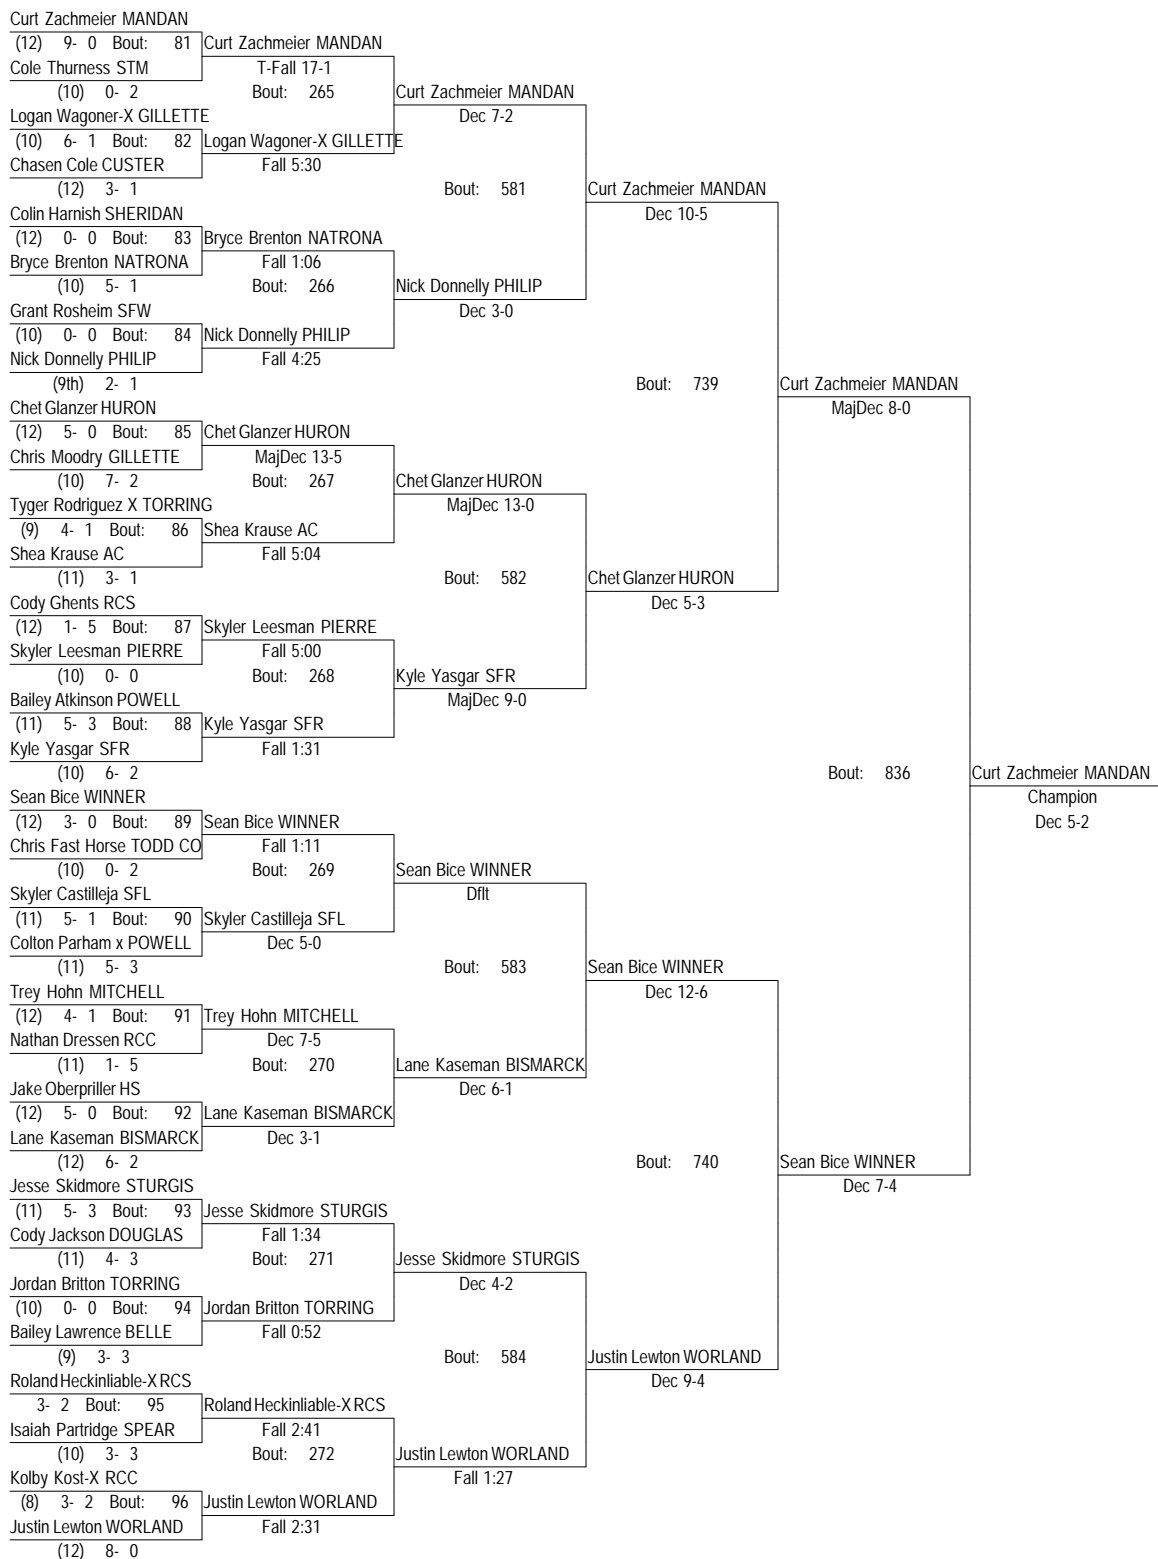 Curt Zachmeier MANDAN
(12) 9- 0 Bout: 81 Curt Zachmeier MANDAN
Cole Thurness STM T-Fall 17-1
(10) 0- 2 Bout: 265 Curt Zachmeier MANDAN
Logan Wagoner-X GILLETTE Dec 7-2
(10) 6- 1 Bout: 82 Logan Wagoner-X GILLETTE
Chasen Cole CUSTER Fall 5:30
(12) 3- 1 Bout: 581 Curt Zachmeier MANDAN
Colin Harnish SHERIDAN Dec 10-5
(12) 0- 0 Bout: 83 Bryce Brenton NATRONA
Bryce Brenton NATRONA Fall 1:06
(10) 5- 1 Bout: 266 Nick Donnelly PHILIP
Grant Rosheim SFW Dec 3-0
(10) 0- 0 Bout: 84 Nick Donnelly PHILIP
Nick Donnelly PHILIP Fall 4:25
(9th) 2- 1 Bout: 739 Curt Zachmeier MANDAN
Chet Glanzer HURON MajDec 8-0
(12) 5- 0 Bout: 85 Chet Glanzer HURON
Chris Moodry GILLETTE MajDec 13-5
(10) 7- 2 Bout: 267 Chet Glanzer HURON
Tyger Rodriguez X TORRING MajDec 13-0
(9) 4- 1 Bout: 86 Shea Krause AC
Shea Krause AC Fall 5:04
(11) 3- 1 Bout: 582 Chet Glanzer HURON
Cody Ghents RCS Dec 5-3
(12) 1- 5 Bout: 87 Skyler Leesman PIERRE
Skyler Leesman PIERRE Fall 5:00
(10) 0- 0 Bout: 268 Kyle Yasgar SFR
Bailey Atkinson POWELL MajDec 9-0
(11) 5- 3 Bout: 88 Kyle Yasgar SFR
Kyle Yasgar SFR Fall 1:31
(10) 6- 2 Bout: 836 Curt Zachmeier MANDAN
Sean Bice WINNER Champion
(12) 3- 0 Bout: 89 Sean Bice WINNER Dec 5-2
Chris Fast Horse TODD CO Fall 1:11
(10) 0- 2 Bout: 269 Sean Bice WINNER
Skyler Castilleja SFL Dflt
(11) 5- 1 Bout: 90 Skyler Castilleja SFL
Colton Parham x POWELL Dec 5-0
(11) 5- 3 Bout: 583 Sean Bice WINNER
Trey Hohn MITCHELL Dec 12-6
(12) 4- 1 Bout: 91 Trey Hohn MITCHELL
Nathan Dressen RCC Dec 7-5
(11) 1- 5 Bout: 270 Lane Kaseman BISMARCK
Jake Oberpriller HS Dec 6-1
(12) 5- 0 Bout: 92 Lane Kaseman BISMARCK
Lane Kaseman BISMARCK Dec 3-1
(12) 6- 2 Bout: 740 Sean Bice WINNER
Jesse Skidmore STURGIS Dec 7-4
(11) 5- 3 Bout: 93 Jesse Skidmore STURGIS
Cody Jackson DOUGLAS Fall 1:34
(11) 4- 3 Bout: 271 Jesse Skidmore STURGIS
Jordan Britton TORRING Dec 4-2
(10) 0- 0 Bout: 94 Jordan Britton TORRING
Bailey Lawrence BELLE Fall 0:52
(9) 3- 3 Bout: 584 Justin Lewton WORLAND
Roland Heckinliable-X RCS Dec 9-4
3- 2 Bout: 95 Roland Heckinliable-X RCS
Isaiah Partridge SPEAR Fall 2:41
(10) 3- 3 Bout: 272 Justin Lewton WORLAND
Kolby Kost-X RCC Fall 1:27
(8) 3- 2 Bout: 96 Justin Lewton WORLAND
Justin Lewton WORLAND Fall 2:31
(12) 8- 0